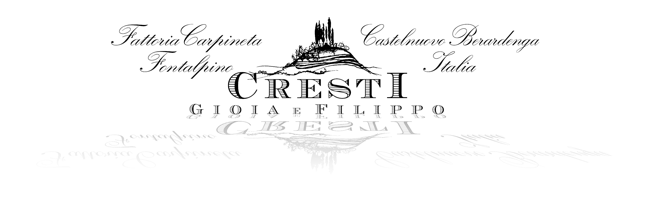 Fattoria Carpineta Castelnuovo Berardenga
Fontalpino Italia
CRESTI
GIOIA E FILIPPO